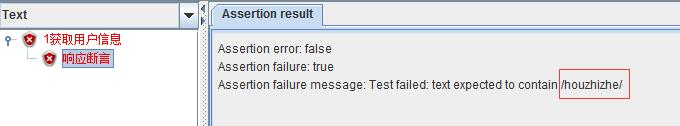 Text
1获取用户信息
响应断言
Assertion result
Assertion error: false
Assertion failure: true
Assertion failure message: Test failed: text expected to contain /houzhizhe/